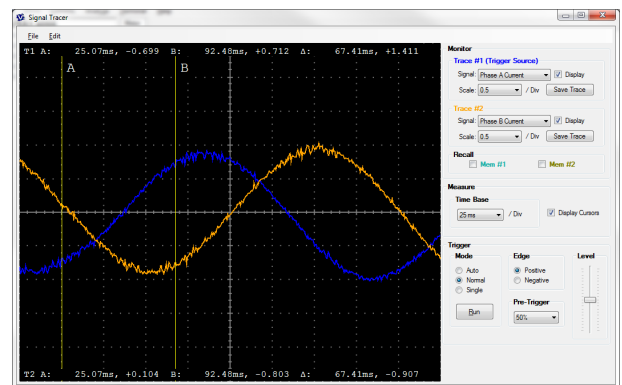 Signal Tracer
File Edit
T1 A: 25.07ms, -0.699 B: 92.48ms, +0.712 Δ: 67.41ms, +1.411
A B
T2 A: 25.07ms, +0.104 B: 92.48ms, -0.803 Δ: 67.41ms, -0.907
Monitor
Trace #1 (Trigger Source)
Signal: Phase A Current Display
Scale: 0.5 / Div Save Trace
Trace #2
Signal: Phase B Current Display
Scale: 0.5 / Div Save Trace
Recall
Mem #1 Mem #2
Measure
Time Base
25 ms / Div Display Cursors
Trigger
Mode Edge Level
Auto Positive
Normal Negative
Single
Pre-Trigger
Run 50%